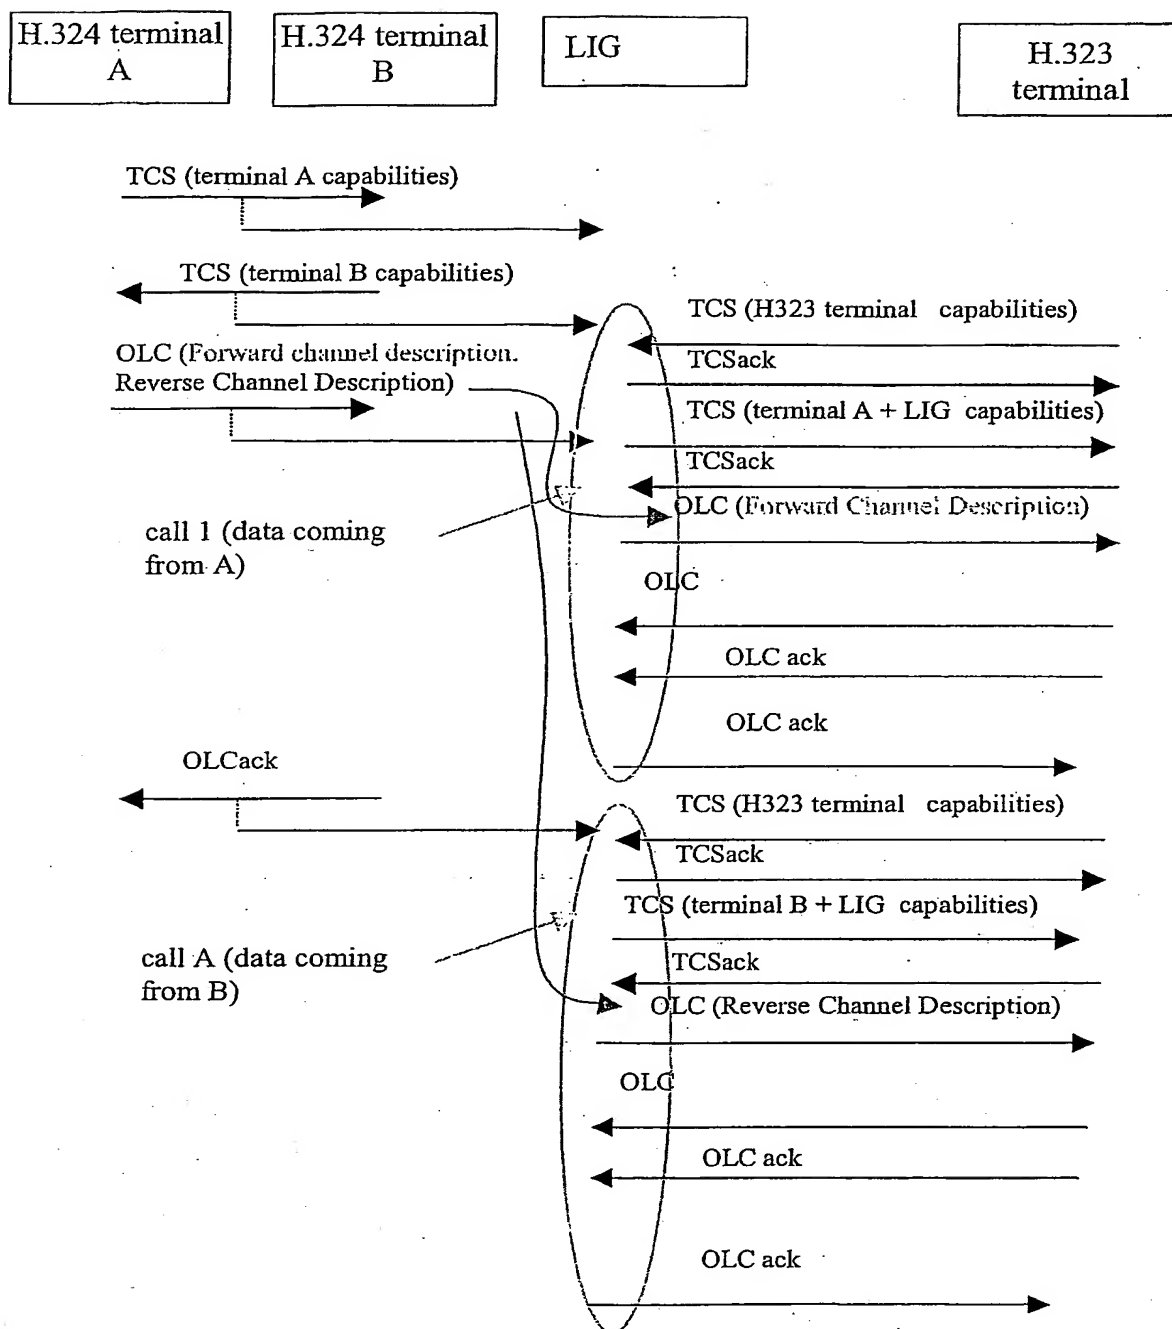 H.324 terminal
A
H.324 terminal
B
LIG
H.323
terminal
TCS (terminal A capabilities)
TCS (terminal B capabilities)
TCS (H323 terminal capabilities)
OLC (Forward channel description.
Reverse Channel Description)
TCSack
TCS (terminal A + LIG capabilities)
TCSack
OLC (Forward Channel Description)
call 1 (data coming
from A)
OLC
OLC ack
OLC ack
OLCack
TCS (H323 terminal capabilities)
TCSack
TCS (terminal B + LIG capabilities)
call A (data coming
from B)
TCSack
OLC (Reverse Channel Description)
OLC
OLC ack
OLC ack